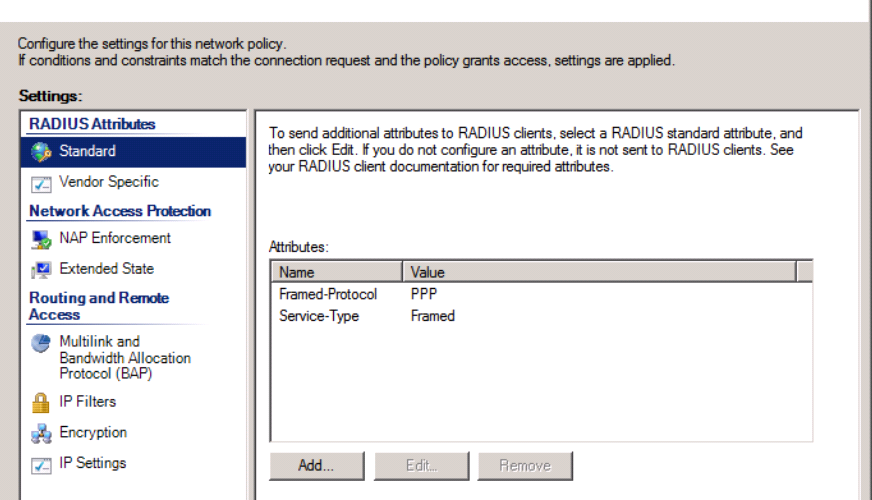 Configure the settings for this network policy.
If conditions and constraints match the connection request and the policy grants access, settings are applied.
Settings:
RADIUS Attributes
Standard
Vendor Specific
Network Access Protection
NAP Enforcement
Extended State
Routing and Remote
Access
Multilink and
Bandwidth Allocation
Protocol (BAP)
IP Filters
Encryption
IP Settings
To send additional attributes to RADIUS clients, select a RADIUS standard attribute, and
then click Edit. If you do not configure an attribute, it is not sent to RADIUS clients. See
your RADIUS client documentation for required attributes.
Attributes:
Name Value
Framed-Protocol PPP
Service-Type Framed
Add... Edit... Remove